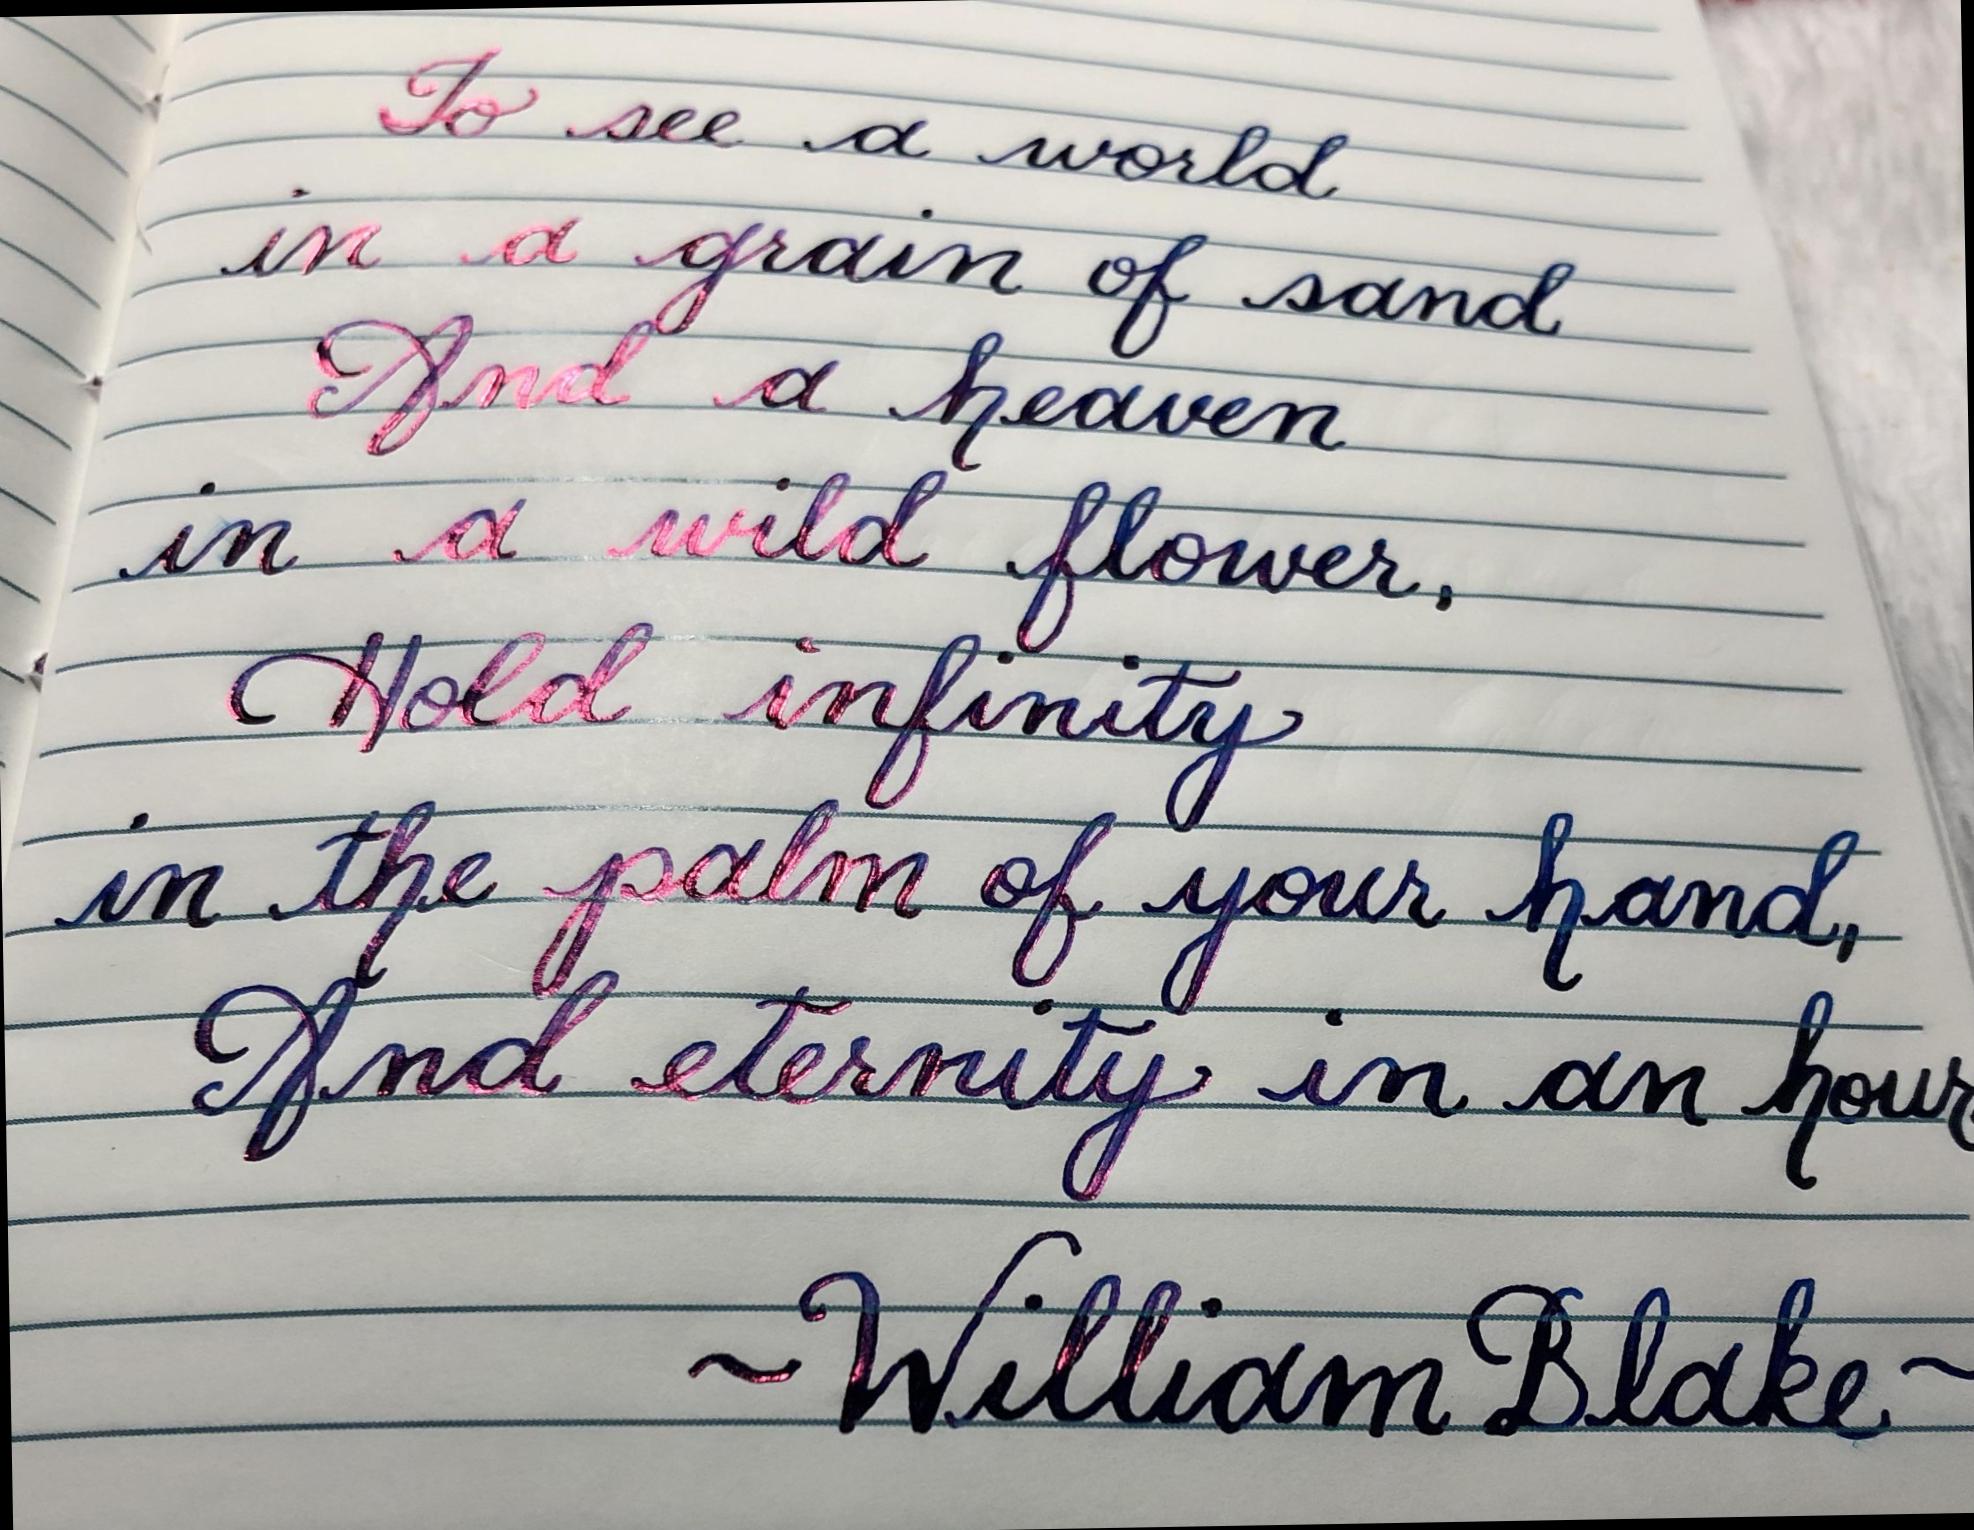 To see a world
in a grain of sand
And a heaven
in a wild flower,
Hold infinity
in the palm of your hand,
And eternity in an hour
~William Blake~